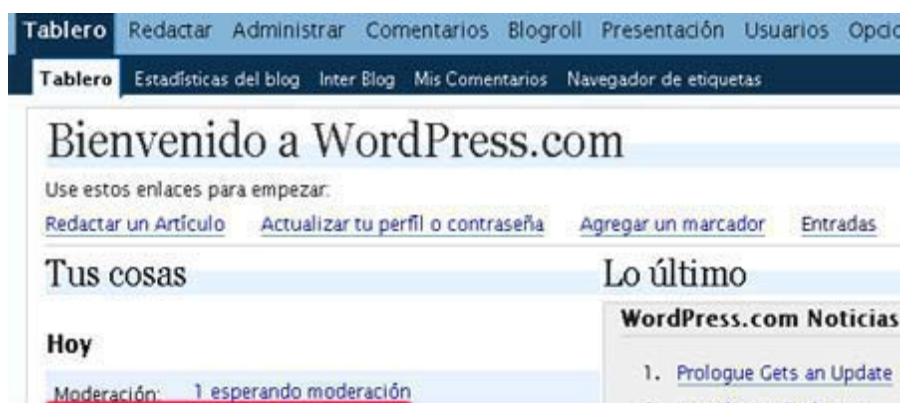 Tablero Redactar Administrar Comentarios Blogroll Presentación Usuarios
Tablero Estadísticas del blog Inter Blog Mis Comentarios Navegador de etiquetas
Bienvenido a WordPress.com
Use estos enlaces para empezar:
Redactar un Artículo Actualizar tu perfil o contraseña Agregar un marcador Entradas
Tus cosas
Lo último
WordPress.com Noticias
Hoy
1. Prologue Gets an Update
Moderación: 1 esperando moderación